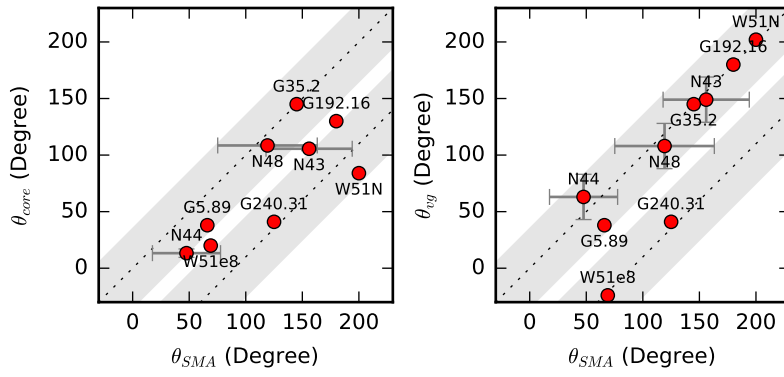 200
150
100
50
0
θcore (Degree)
G35.2
G192.16
N48
N43
W51N
G5.89
G240.31
N44
W51e8
0
50
100
150
200
θSMA (Degree)
200
150
100
50
0
θvg (Degree)
W51N
G192.16
N43
G35.2
N48
N44
G240.31
G5.89
W51e8
0
50
100
150
200
θSMA (Degree)